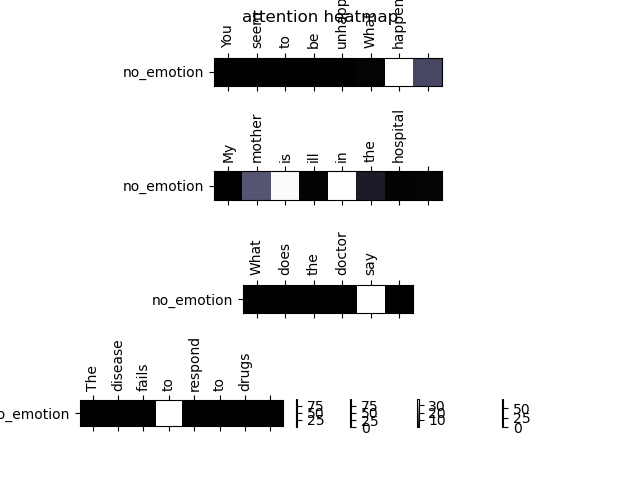 attention heatmap
You seem to be
no_emotion
My mother is ill in the hospital
no_emotion
What does the doctor say
no_emotion
The disease fails to respond to drugs
75 75 30 50
50 50 20 25
25 25 10 0
0